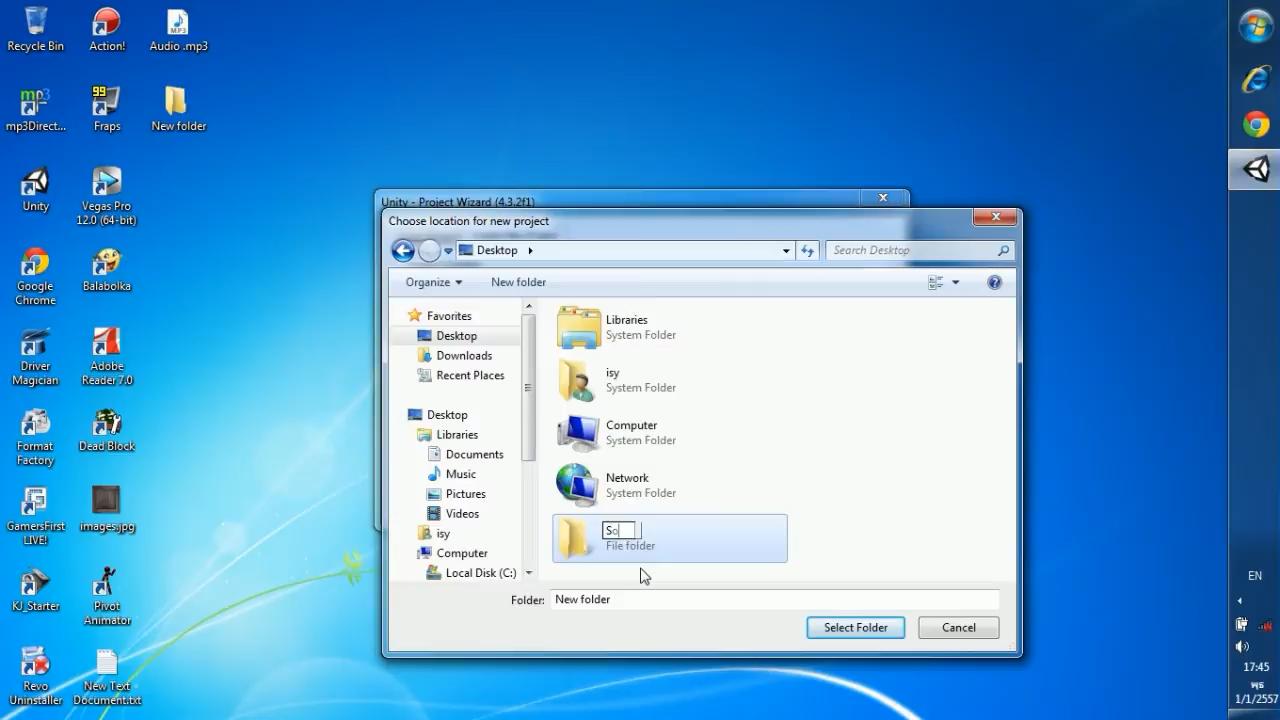 Recycle Bin
Action!
Audio .mp3
mp3
mp3Direct...
99
Fraps
New folder
Unity
Vegas Pro
12.0 (64-bit)
Google
Chrome
Balabolka
Driver
Magician
Adobe
Reader 7.0
Format
Factory
Dead Block
GamersFirst
LIVE!
images.jpg
KJ_Starter
Pivot
Animator
Revo
Uninstaller
New Text
Document.txt
Unity - Project Wizard (4.3.2f1)
Choose location for new project
Desktop
Search Desktop
Organize
New folder
Favorites
Desktop
Downloads
Recent Places
Desktop
Libraries
Documents
Music
Pictures
Videos
isy
Computer
Local Disk (C:)
Libraries
System Folder
isy
System Folder
Computer
System Folder
Network
System Folder
So
File folder
Folder:
New folder
Select Folder
Cancel
EN
17:45
พธ
1/1/2557